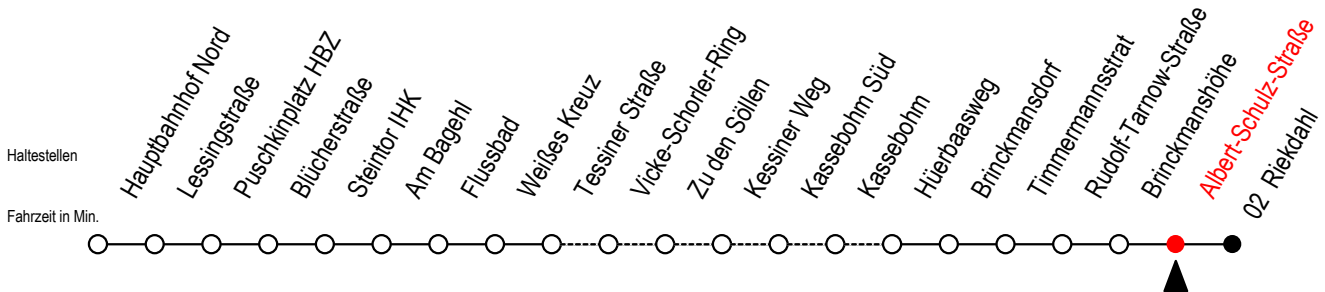 Haltestellen
Hauptbahnhof Nord
Lessingstraße
Puschkinplatz HBZ
Blücherstraße
Steintor IHK
Am Bagehl
Flussbad
Weißes Kreuz
Tessiner Straße
Vicke-Schorler-Ring
Zu den Söllen
Kessiner Weg
Kassebohm Süd
Kassebohm
Hüerbaasweg
Brinckmansdorf
Timmermannsstrat
Rudolf-Tarnow-Straße
Brinckmanshöhe
Albert-Schulz-Straße
02 Riekdahl
Fahrzeit in Min.